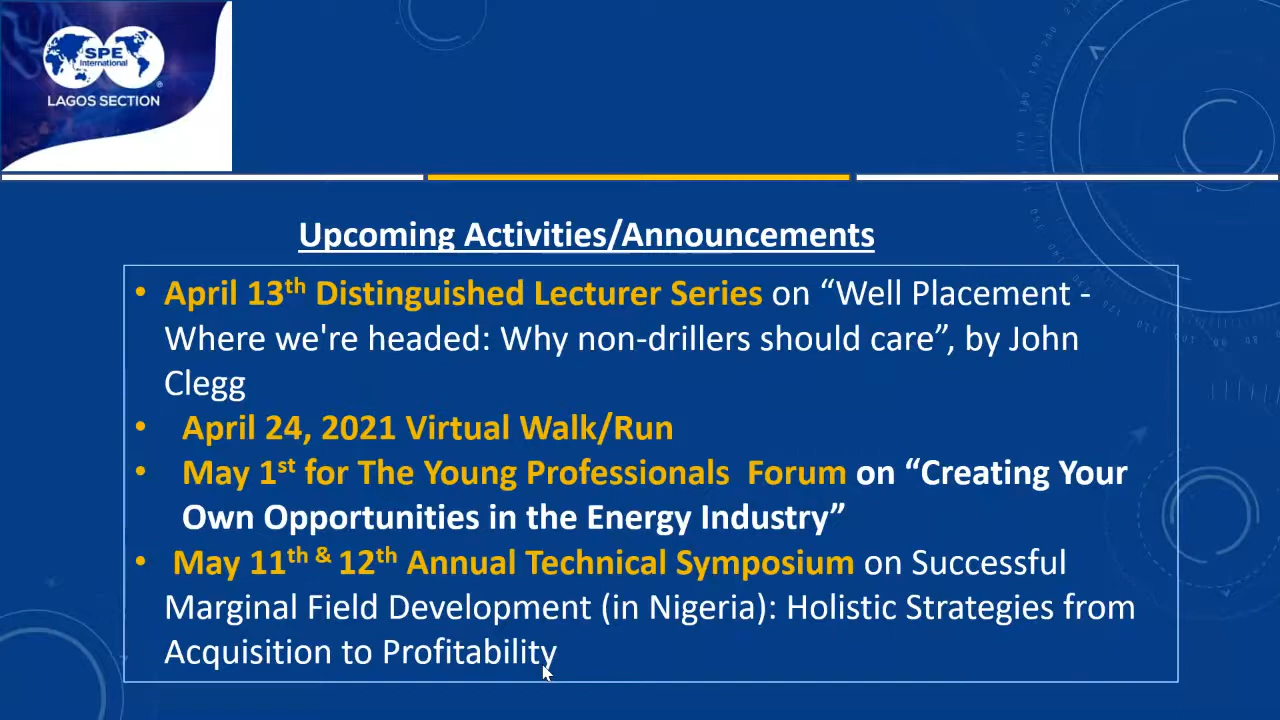 SPE
International
LAGOS SECTION
Upcoming Activities/Announcements
• April 13th Distinguished Lecturer Series on “Well Placement -
Where we're headed: Why non-drillers should care”, by John
Clegg
• April 24, 2021 Virtual Walk/Run
• May 1st for The Young Professionals Forum on “Creating Your
Own Opportunities in the Energy Industry”
• May 11th & 12th Annual Technical Symposium on Successful
Marginal Field Development (in Nigeria): Holistic Strategies from
Acquisition to Profitability